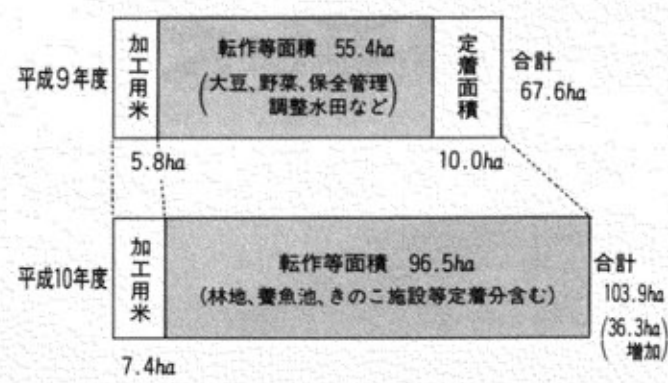 平成9年度
加工用米
転作等面積 55.4ha
(大豆、野菜、保全管理
調整水田など)
定着面積
合計
67.6ha
5.8ha
10.0ha
平成10年度
加工用米
転作等面積 96.5ha
(林地、養魚池、きのこ施設等定着分含む)
合計
103.9ha
(36.3ha
増加)
7.4ha